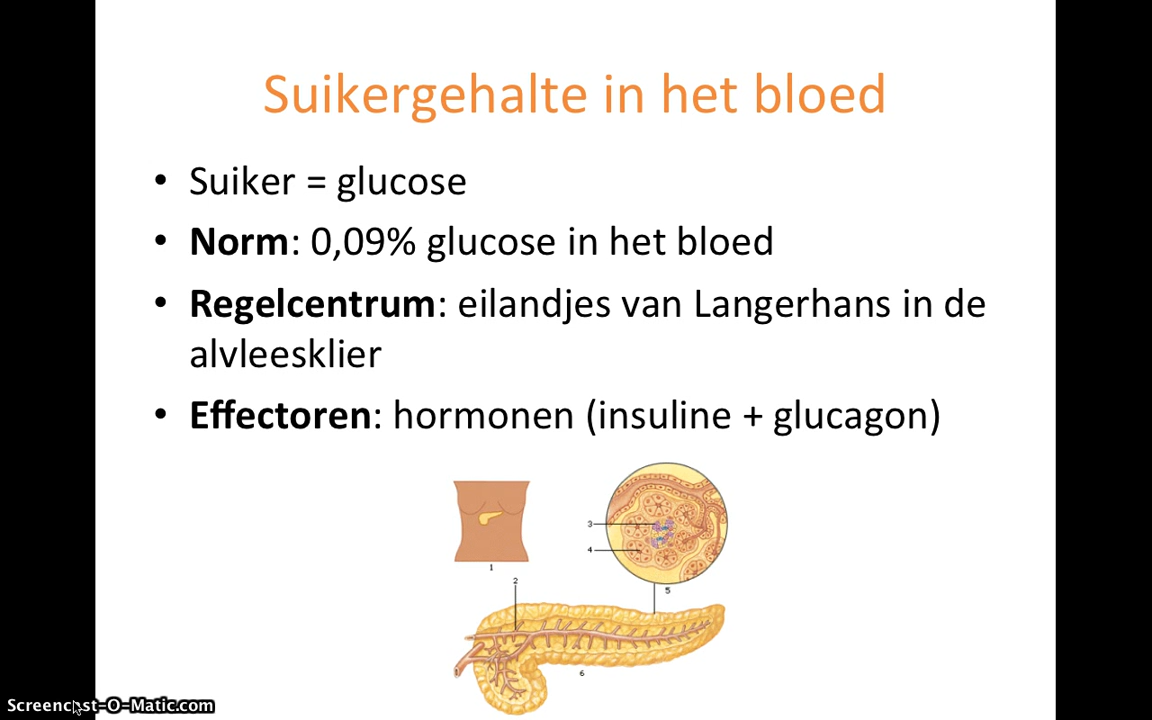 Suikergehalte in het bloed
• Suiker = glucose
• Norm: 0,09% glucose in het bloed
• Regelcentrum: eilandjes van Langerhans in de
alvleesklier
• Effectoren: hormonen (insuline + glucagon)
3
4
1
2
5
6
Screencast-O-Matic.com